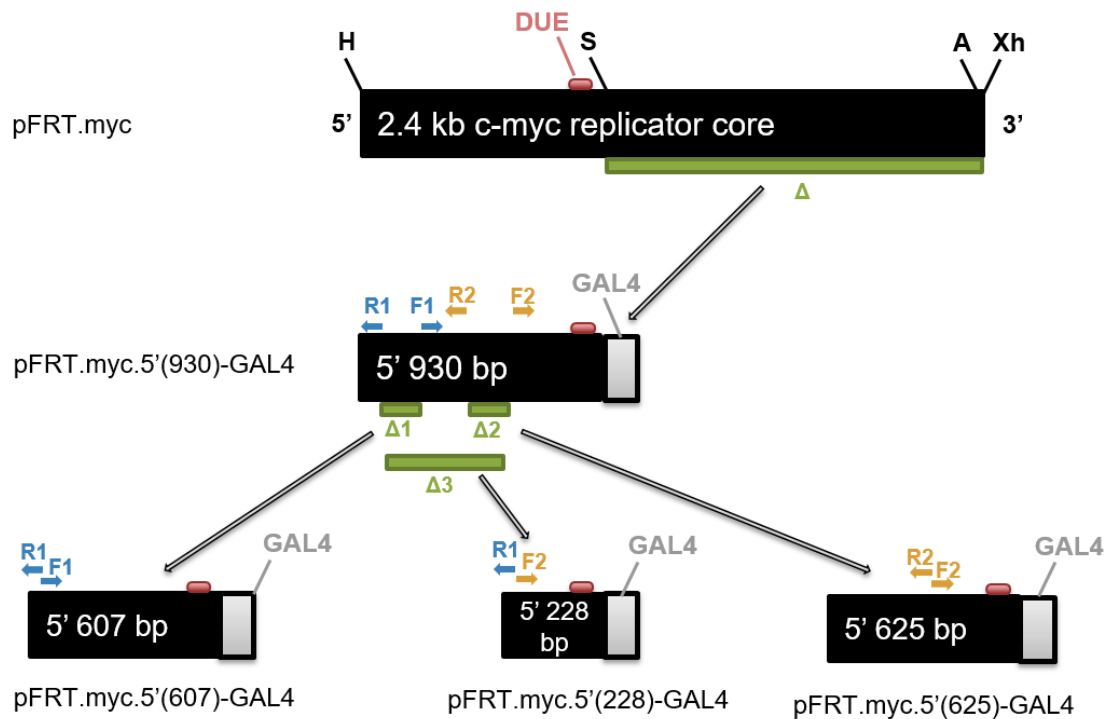 H
DUE
S
A
Xh
pFRT.myc
5’
2.4 kb c-myc replicator core
3’
Δ
GAL4
R1
F1
R2
F2
pFRT.myc.5’(930)-GAL4
5’ 930 bp
Δ1
Δ2
Δ3
R1
F1
GAL4
R1
F2
GAL4
R2
F2
GAL4
5’ 607 bp
5’ 228
bp
5’ 625 bp
pFRT.myc.5’(607)-GAL4
pFRT.myc.5’(228)-GAL4
pFRT.myc.5’(625)-GAL4